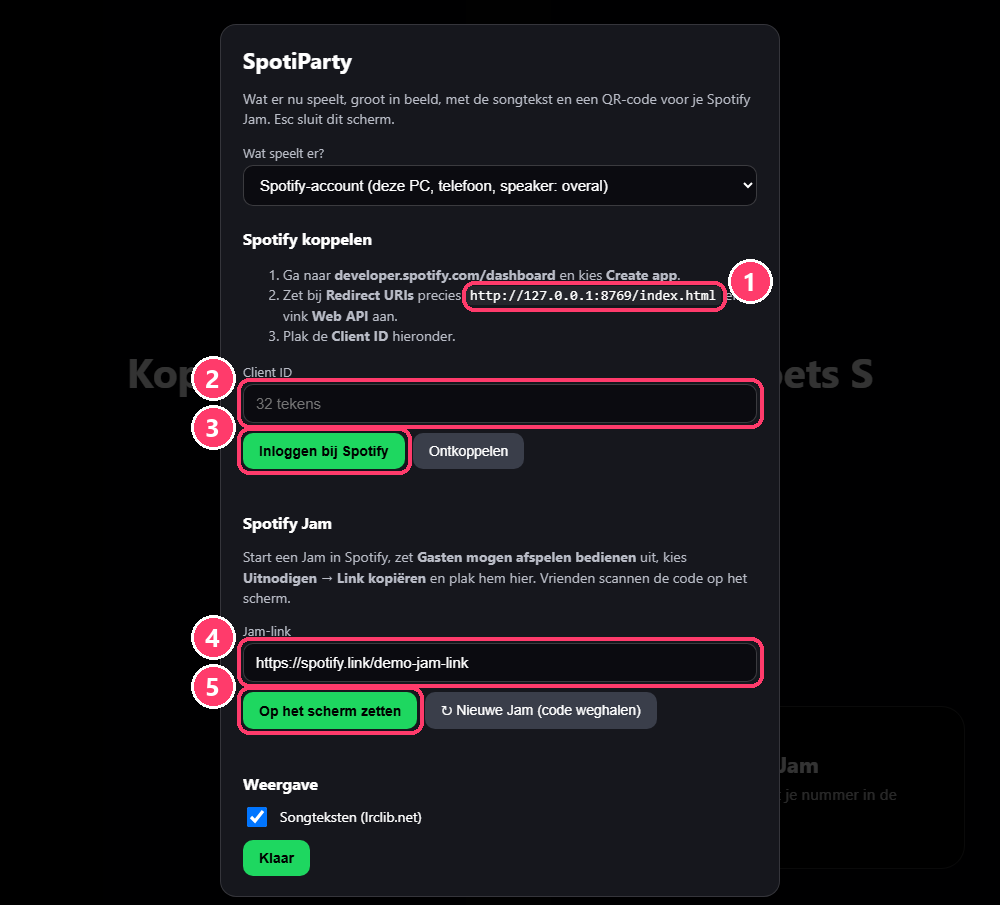 SpotiParty
Wat er nu speelt, groot in beeld, met de songtekst en een QR-code voor je Spotify
Jam. Esc sluit dit scherm.
Wat speelt er?
Spotify-account (deze PC, telefoon, speaker: overal)
Spotify koppelen
1. Ga naar developer.spotify.com/dashboard en kies Create app.
2. Zet bij Redirect URIs precies http://127.0.0.1:8769/index.html
1
vink Web API aan.
3. Plak de Client ID hieronder.
2
Client ID
32 tekens
3
Inloggen bij Spotify Ontkoppelen
Spotify Jam
Start een Jam in Spotify, zet Gasten mogen afspelen bedienen uit, kies
Uitnodigen → Link kopiëren en plak hem hier. Vrienden scannen de code op het
scherm.
4
Jam-link
https://spotify.link/demo-jam-link
5
Op het scherm zetten ↻ Nieuwe Jam (code weghalen)
Jam
je nummer in de
Weergave
Songteksten (lrclib.net)
Klaar